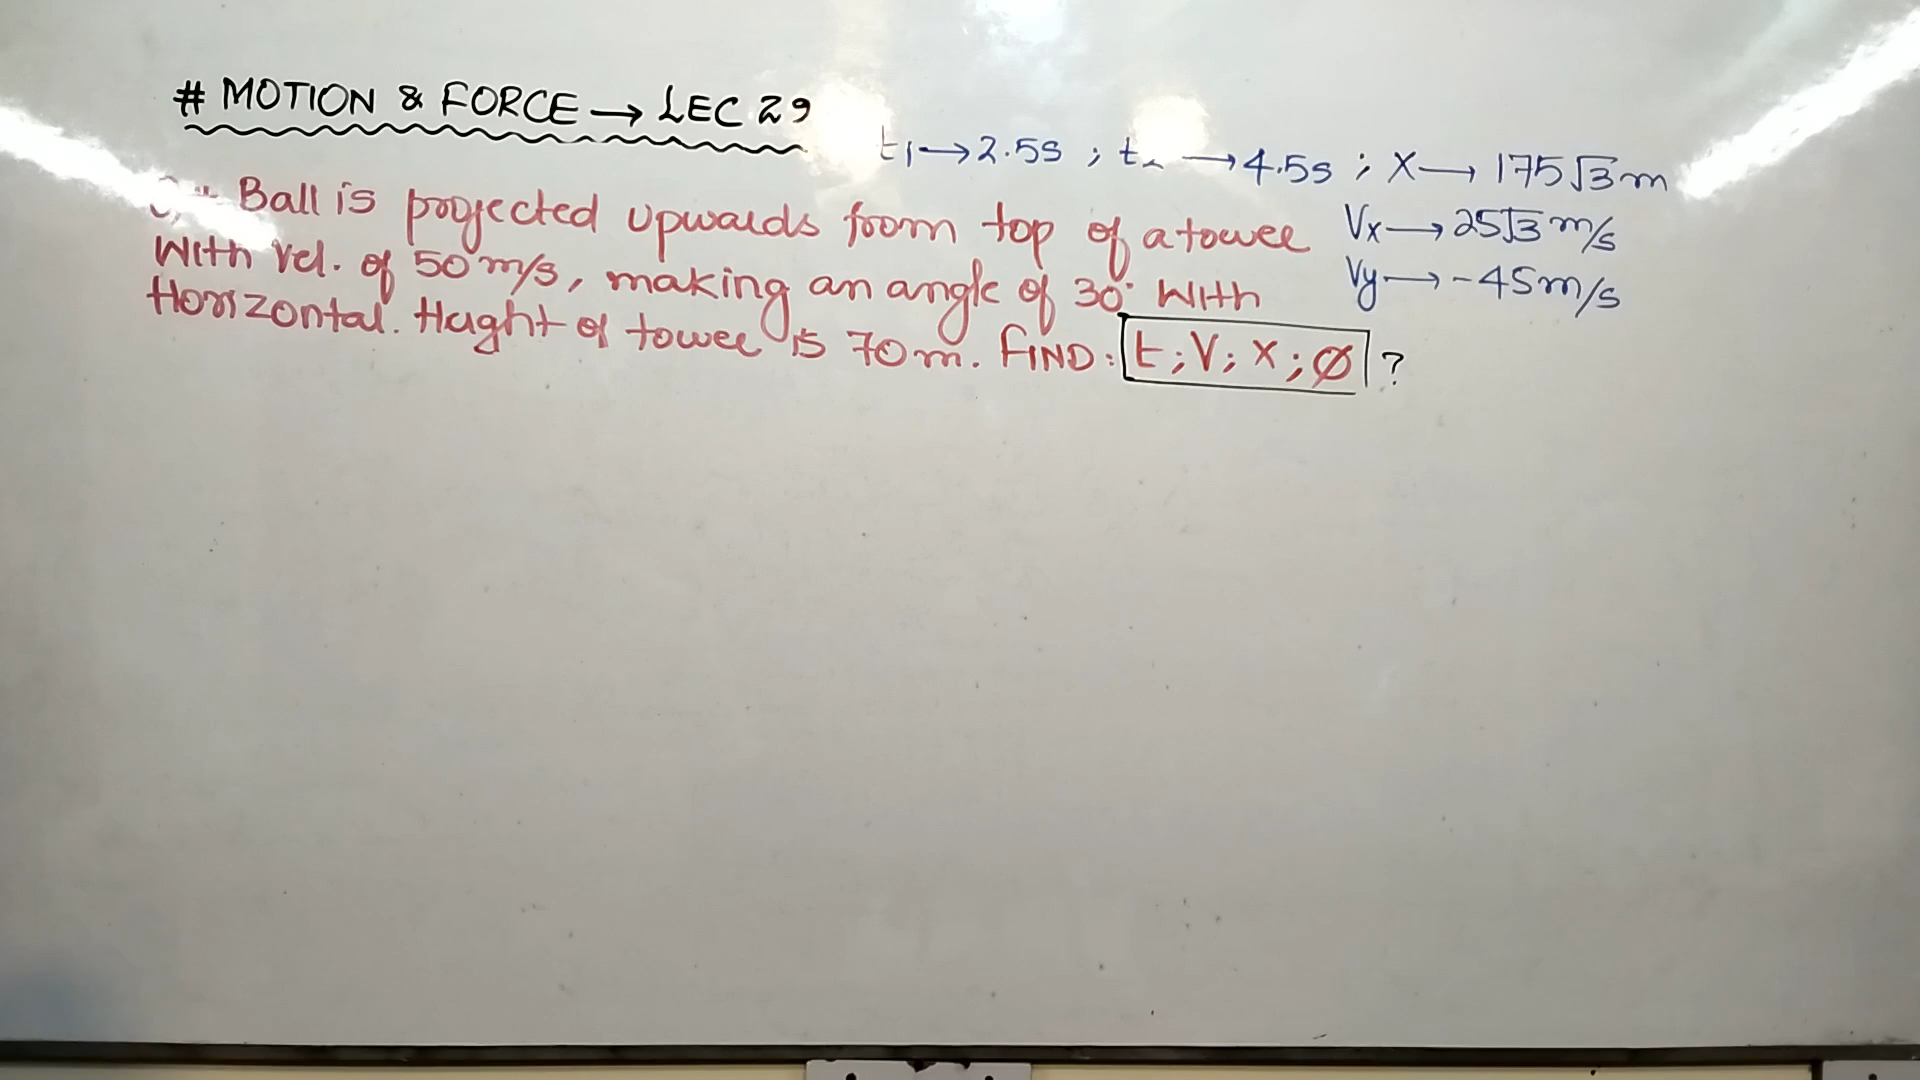 # MOTION & FORCE → LEC 29
t1 → 2.5s ; t → 4.5s ; X → 175√3m
Ball is projected upwards from top of a tower
Vx → 25√3 m/s
With vel. of 50 m/s, making an angle of 30° With
Vy → -45m/s
Horizontal. Height of tower is 70m. FIND: t ; V ; X ; Ø ?